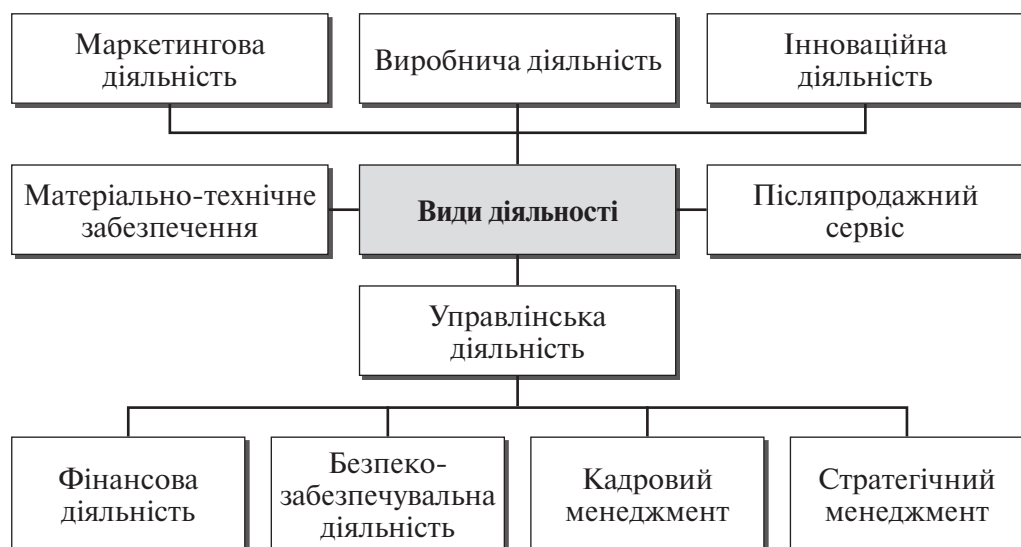 Маркетингова
діяльність
Виробнича діяльність
Інноваційна
діяльність
Матеріально-технічне
забезпечення
Види діяльності
Післяпродажний
сервіс
Управлінська
діяльність
Фінансова
діяльність
Безпеко-
забезпечувальна
діяльність
Кадровий
менеджмент
Стратегічний
менеджмент